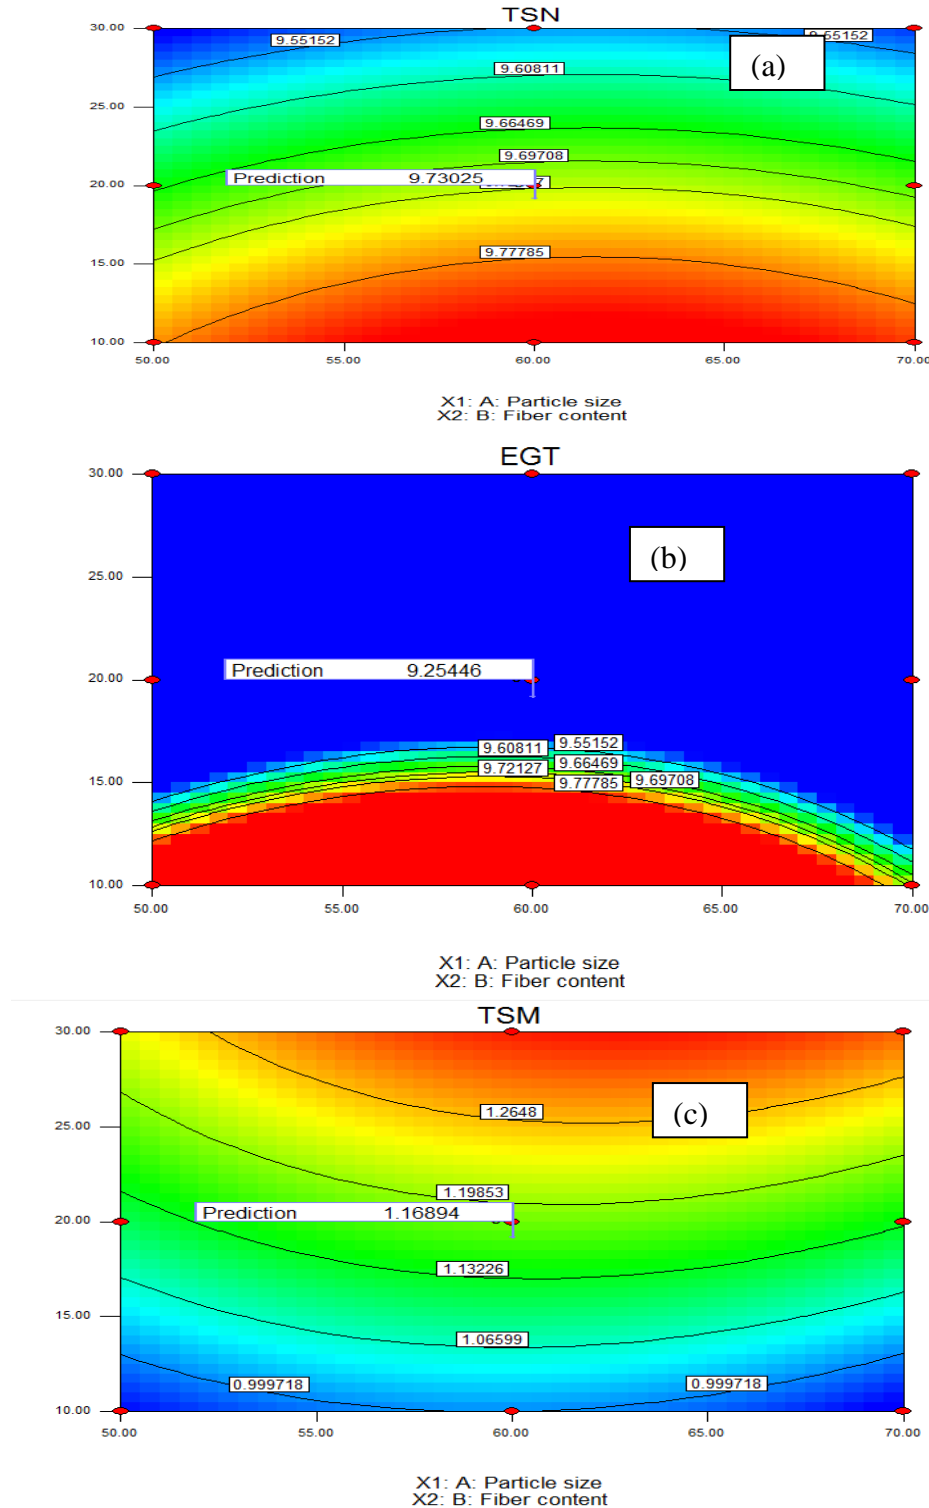 TSN
30.00
9.55152
9.55152
(a)
9.60811
25.00
9.66469
9.69708
Prediction 9.73025
20.00
15.00
9.77785
10.00
50.00 55.00 60.00 65.00 70.00
X1: A: Particle size
X2: B: Fiber content
EGT
30.00
(b)
25.00
Prediction 9.25446
20.00
9.60811 9.55152
9.72127 9.66469
9.69708
15.00
9.77785
10.00
50.00 55.00 60.00 65.00 70.00
X1: A: Particle size
X2: B: Fiber content
TSM
30.00
1.2648
(c)
25.00
1.19853
Prediction 1.16894
20.00
1.13226
15.00
1.06599
0.999718 0.999718
10.00
50.00 55.00 60.00 65.00 70.00
X1: A: Particle size
X2: B: Fiber content